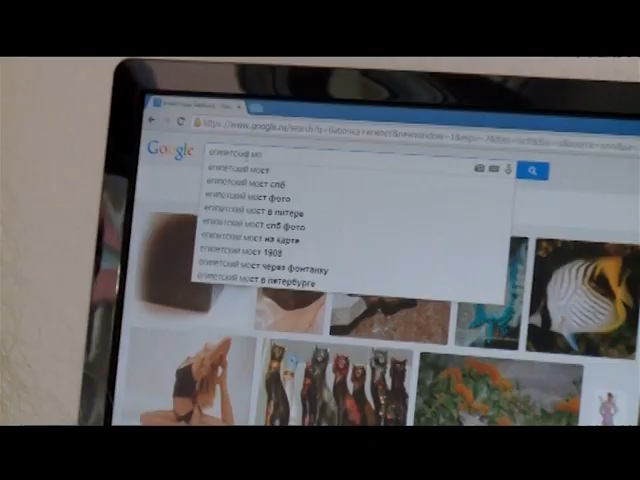 Google
египетский мо
египетский мост
египетский мост спб
египетский мост фото
египетский мост в питере
египетский мост спб фото
египетский мост на карте
египетский мост 1908
египетский мост через фонтанку
египетский мост в петербурге